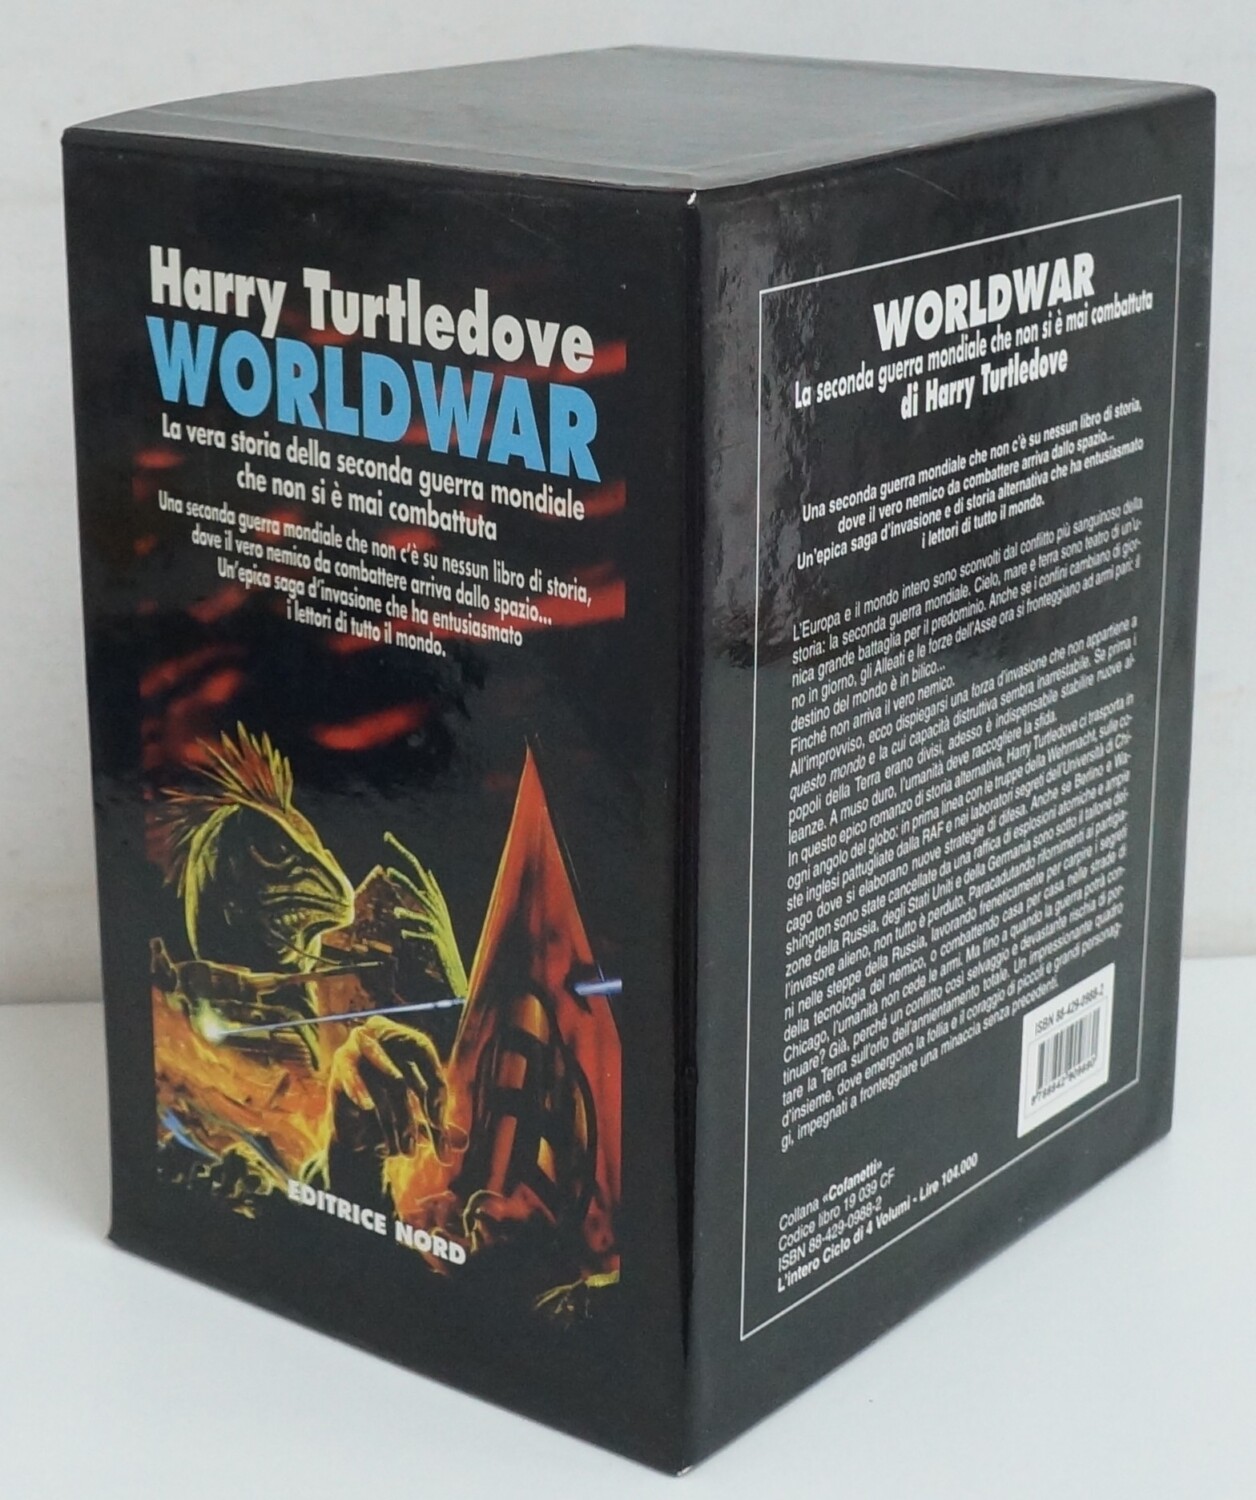 Harry Turtledove
WORLDWAR
La vera storia della seconda guerra mondiale
che non si è mai combattuta
Una seconda guerra mondiale che non c'è su nessun libro di storia,
dove il vero nemico da combattere arriva dallo spazio...
Un'epica saga d'invasione che ha entusiasmato
i lettori di tutto il mondo.
EDITRICE NORD
WORLDWAR
La seconda guerra mondiale che non si è mai combattuta
di Harry Turtledove
Una seconda guerra mondiale che non c'è su nessun libro di storia,
dove il vero nemico da combattere arriva dallo spazio...
Un'epica saga d'invasione e di storia alternativa che ha entusiasmato
i lettori di tutto il mondo.
L'Europa e il mondo intero sono sconvolti dal conflitto più sanguinoso della
storia: la seconda guerra mondiale. Cielo, mare e terra sono teatro di un'u-
nica grande battaglia per il predominio. Anche se i confini cambiano di gior-
no in giorno, gli Alleati e le forze dell'Asse ora si fronteggiano ad armi pari: il
destino del mondo è in bilico...
Finché non arriva il vero nemico.
All'improvviso, ecco dispiegarsi una forza d'invasione che non appartiene a
questo mondo e la cui capacità distruttiva sembra inarrestabile. Se prima i
popoli della Terra erano divisi, adesso è indispensabile stabilire nuove al-
leanze. A muso duro, l'umanità deve raccogliere la sfida.
In questo epico romanzo di storia alternativa, Harry Turtledove ci trasporta in
ogni angolo del globo: in prima linea con le truppe della Wehrmacht, sulle co-
ste inglesi pattugliate dalla RAF e nei laboratori segreti dell'Università di Chi-
cago dove si elaborano nuove strategie di difesa. Anche se Berlino e Wa-
shington sono state cancellate da una raffica di esplosioni atomiche e ampie
zone della Russia, degli Stati Uniti e della Germania sono sotto il tallone del-
l'invasore alieno, non tutto è perduto. Paracadutando rifornimenti ai partigia-
ni nelle steppe della Russia, lavorando freneticamente per carpire i segreti
della tecnologia del nemico, o combattendo casa per casa nelle strade di
Chicago, l'umanità non cede le armi. Ma fino a quando la guerra potrà con-
tinuare? Già, perché un conflitto così selvaggio e devastante rischia di por-
tare la Terra sull'orlo dell'annientamento totale. Un impressionante quadro
d'insieme, dove emergono la follia e il coraggio di piccoli e grandi personag-
gi, impegnati a fronteggiare una minaccia senza precedenti.
ISBN 88-429-0988-2
Collana «Cofanetti»
Codice libro 19 039 CF
ISBN 88-429-0988-2
L'intero Ciclo di 4 Volumi - Lire 104.000